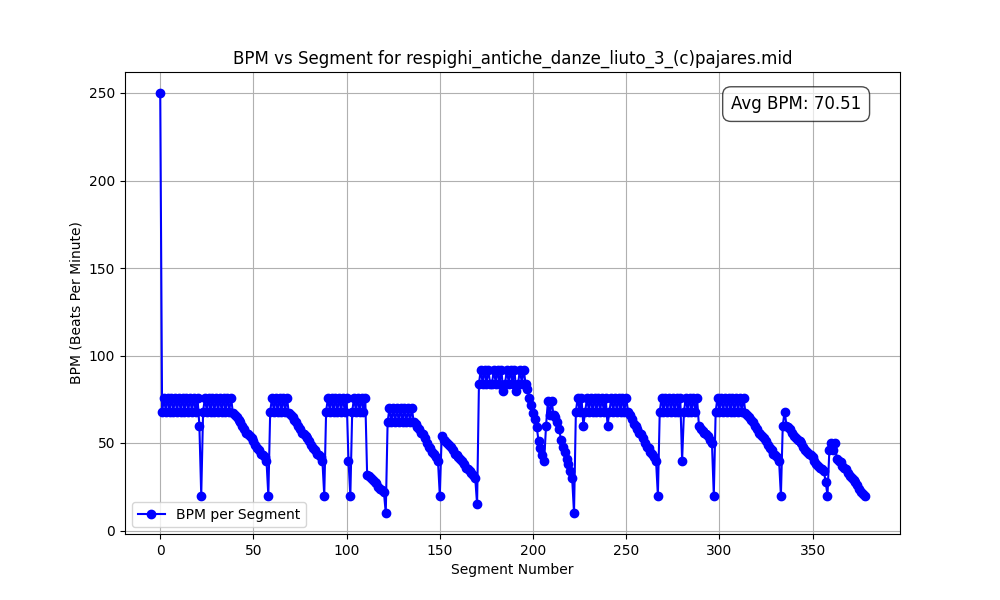 BPM vs Segment for respighi_antiche_danze_liuto_3_(c)pajares.mid
Avg BPM: 70.51
BPM (Beats Per Minute)
250
200
150
100
50
0
BPM per Segment
0 50 100 150 200 250 300 350
Segment Number